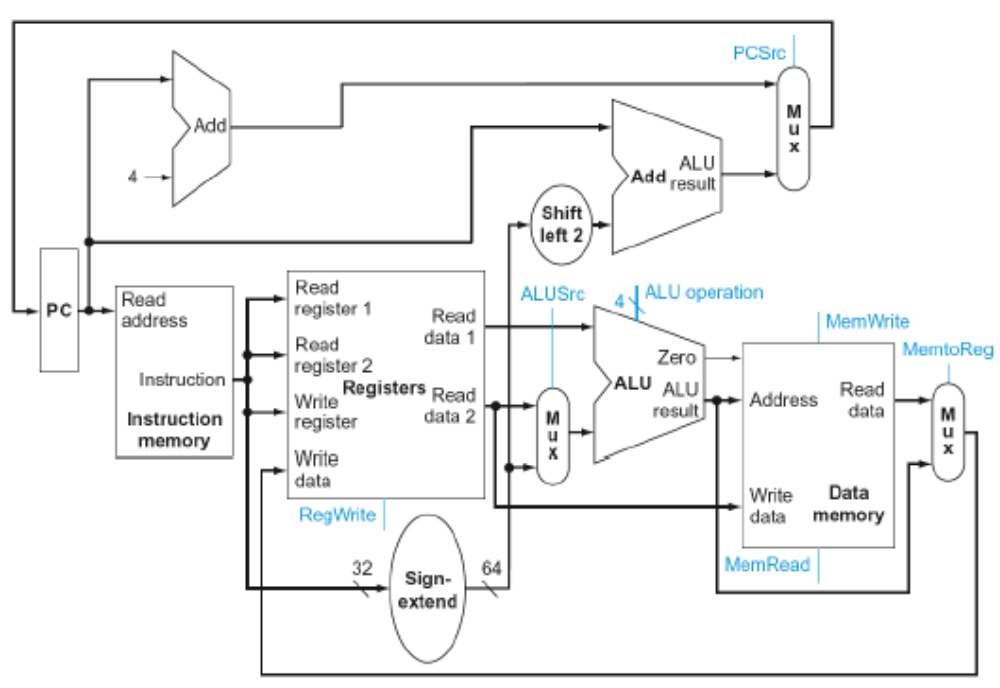 PCSrc
Add
4
M
u
x
Add
ALU
result
Shift
left 2
PC
Read
address
Instruction
Instruction
memory
Read
register 1
Read
register 2
Write
register
Write
data
Registers
Read
data 1
Read
data 2
RegWrite
ALUSrc
M
u
x
4
ALU operation
Zero
ALU
ALU
result
MemWrite
MemtoReg
Address
Read
data
Write
data
Data
memory
MemRead
M
u
x
32
Sign-
extend
64